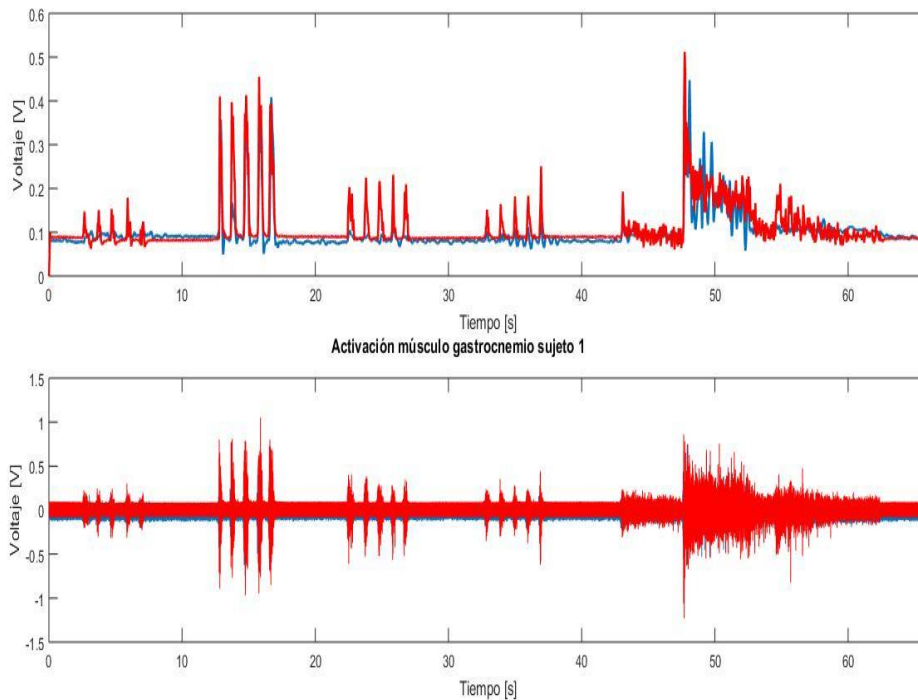 0.6
0.5
0.4
0.3
0.2
0.1
0
Voltaje [V]
0 10 20 30 40 50 60
Tiempo [s]
Activación músculo gastrocnemio sujeto 1
1.5
1
0.5
0
-0.5
-1
-1.5
Voltaje [V]
0 10 20 30 40 50 60
Tiempo [s]